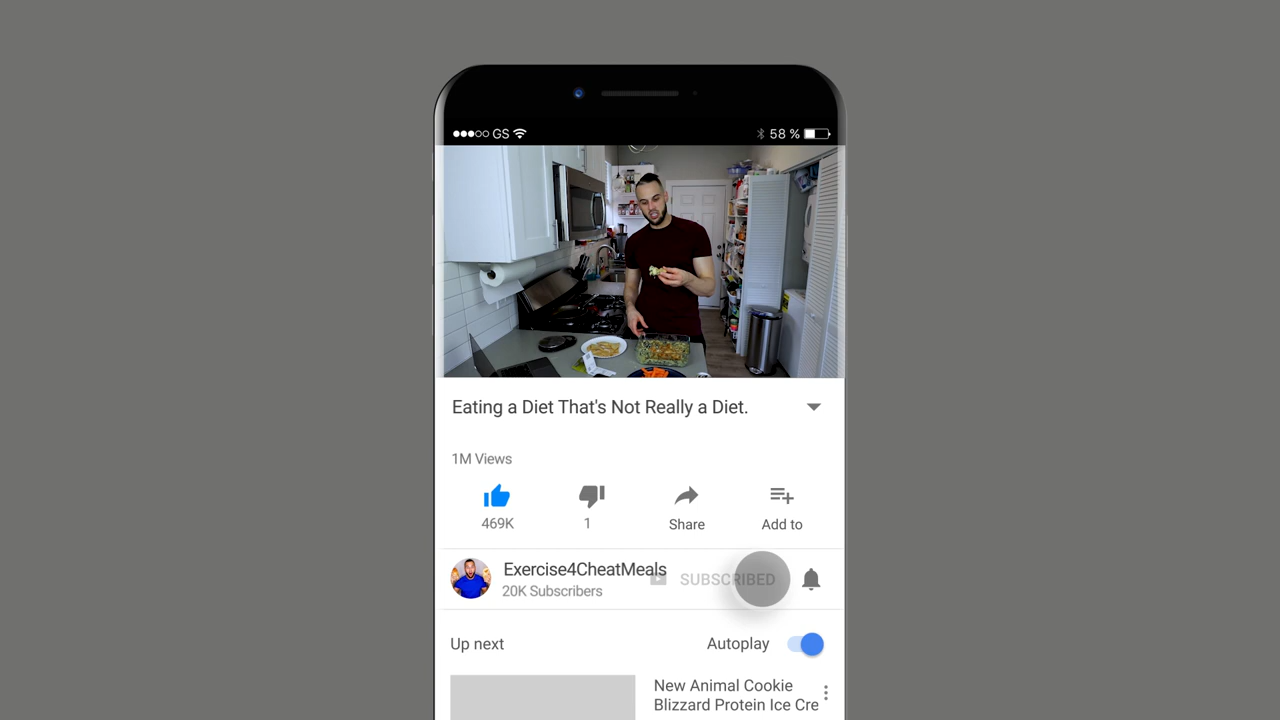 GS 58 %
Eating a Diet That's Not Really a Diet.
1M Views
469K 1 Share Add to
Exercise4CheatMeals
SUBSCRIBED
20K Subscribers
Up next Autoplay
New Animal Cookie
Blizzard Protein Ice Cre